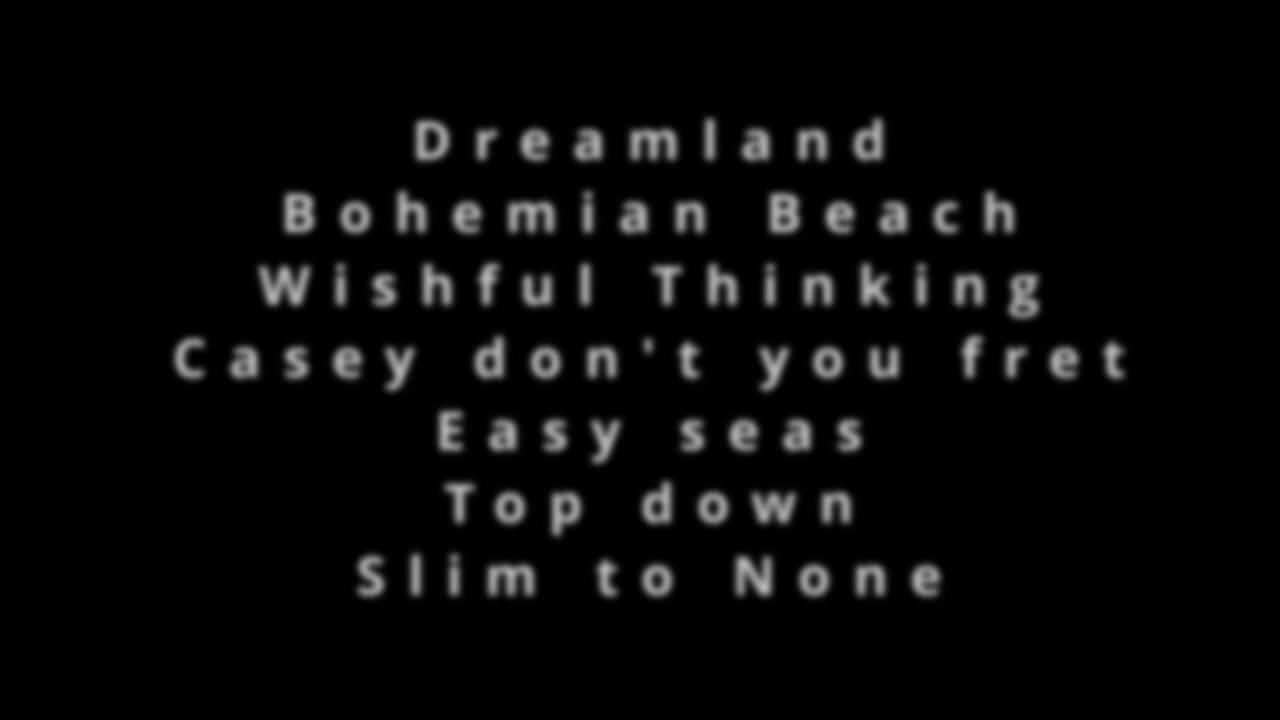 Dreamland
Bohemian Beach
Wishful Thinking
Casey don't you fret
Easy seas
Top down
Slim to None